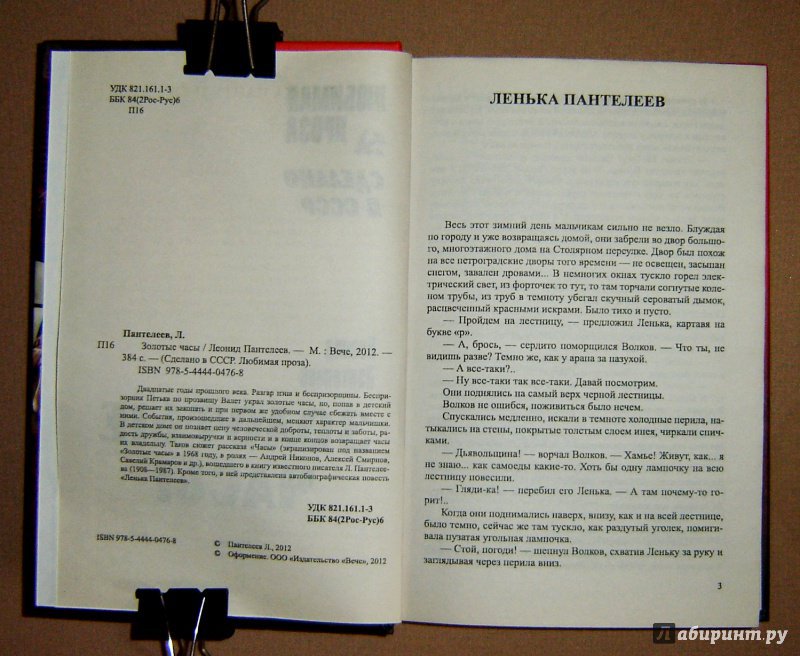 УДК 821.161.1-3
ББК 84(2Рос-Рус)6
П16
Пантелеев, Л.
П16 Золотые часы / Леонид Пантелеев. — М. : Вече, 2012. —
384 с. — (Сделано в СССР. Любимая проза).
ISBN 978-5-4444-0476-8
Двадцатые годы прошлого века. Разгар нэпа и беспризорщины. Беспри-
зорник Петька по прозвищу Валет украл золотые часы, но, попав в детский
дом, решает их закопать и при первом же удобном случае сбежать вместе с
ними. События, произошедшие в дальнейшем, меняют характер мальчишки.
В детском доме он познает цену человеческой доброты, теплоты и заботы, ра-
дость дружбы, взаимовыручки и верности и в конце концов возвращает часы
их владельцу. Таков сюжет рассказа «Часы» (экранизирован под названием
«Золотые часы» в 1968 году, в ролях — Андрей Никонов, Алексей Смирнов,
Савелий Крамаров и др.), вошедшего в книгу известного писателя Л. Пантелее-
ва (1908—1987). Кроме того, в ней представлена автобиографическая повесть
«Ленька Пантелеев».
УДК 821.161.1-3
ББК 84(2Рос-Рус)6
ISBN 978-5-4444-0476-8
© Пантелеев Л., 2012
© Оформление. ООО «Издательство «Вече», 2012
ЛЕНЬКА ПАНТЕЛЕЕВ
Весь этот зимний день мальчикам сильно не везло. Блуждая
по городу и уже возвращаясь домой, они забрели во двор большо-
го, многоэтажного дома на Столярном переулке. Двор был похож
на все петроградские дворы того времени — не освещен, засыпан
снегом, завален дровами... В немногих окнах тускло горел элек-
трический свет, из форточек то тут, то там торчали согнутые коле-
ном трубы, из труб в темноту убегал скучный сероватый дымок,
расцвеченный красными искрами. Было тихо и пусто.
— Пройдем на лестницу, — предложил Ленька, картавя на
букве «р».
— А, брось, — сердито поморщился Волков. — Что ты, не
видишь разве? Темно же, как у арапа за пазухой.
— А все-таки?..
— Ну все-таки так все-таки. Давай посмотрим.
Они поднялись на самый верх черной лестницы.
Волков не ошибся, поживиться было нечем.
Спускались медленно, искали в темноте холодные перила, на-
тыкались на стены, покрытые толстым слоем инея, чиркали спич-
ками.
— Дьявольщина! — ворчал Волков. — Хамье! Живут, как... я
не знаю... как самоеды какие-то. Хоть бы одну лампочку на всю
лестницу повесили.
— Гляди-ка! — перебил его Ленька. — А там почему-то го-
рит!..
Когда они поднимались наверх, внизу, как и на всей лестнице,
было темно, сейчас же там тускло, как раздутый уголек, помиги-
вала пузатая угольная лампочка.
— Стой, погоди! — шепнул Волков, схватив Леньку за руку и
заглядывая через перила вниз.
3
Лабиринт.ру